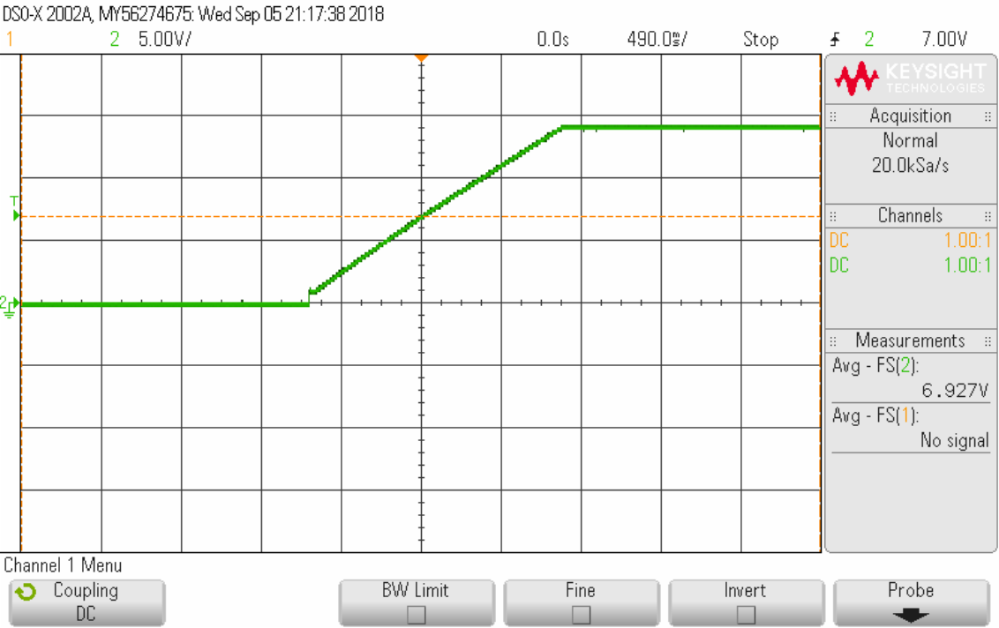 DSO-X 2002A, MY56274675: Wed Sep 05 21:17:38 2018
1 2 5.00V/ 0.0s 490.0ms/ Stop 2 7.00V
KEYSIGHT
TECHNOLOGIES
Acquisition
Normal
20.0kSa/s
T
Channels
DC 1.00:1
DC 1.00:1
2
Measurements
Avg - FS(2):
6.927V
Avg - FS(1):
No signal
Channel 1 Menu
Coupling
DC
BW Limit
Fine
Invert
Probe